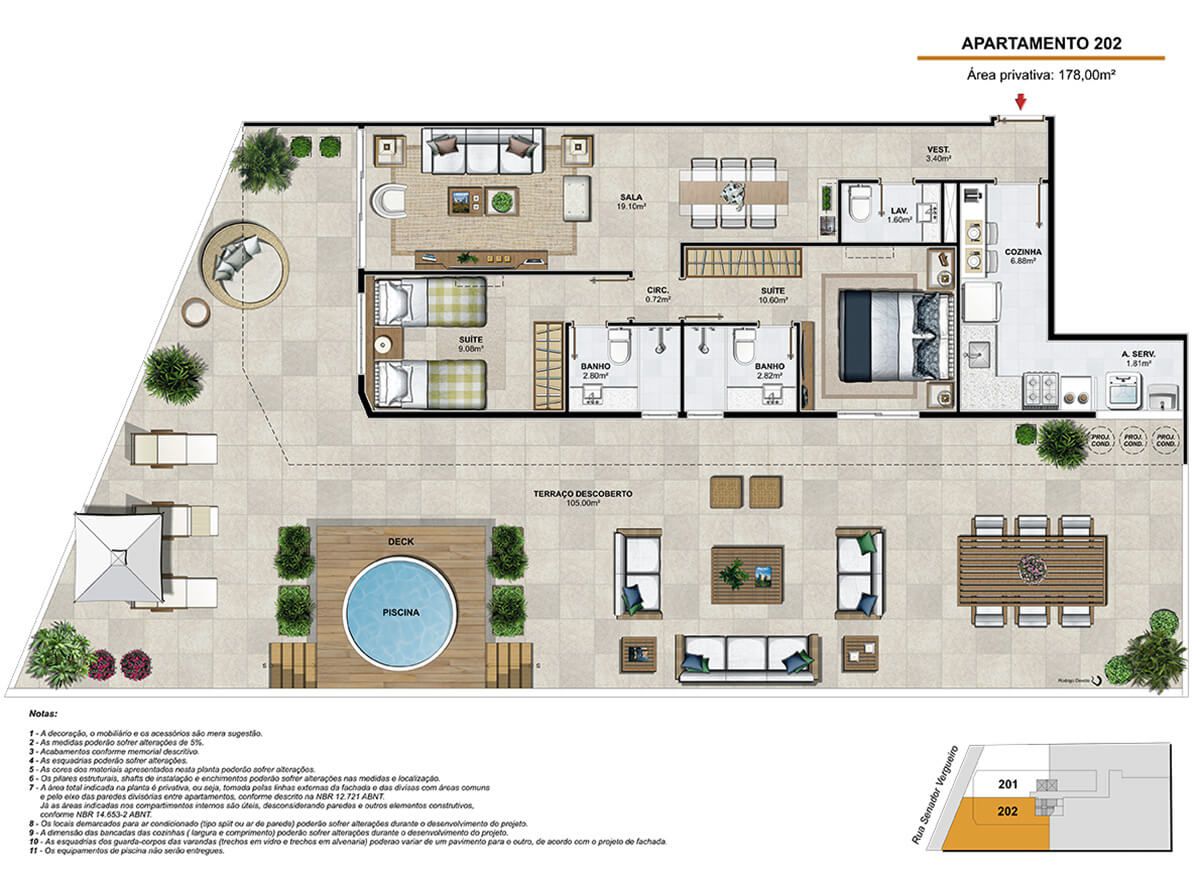 APARTAMENTO 202
Área privativa: 178,00m²
VEST.
3.40m²
SALA
19.10m²
LAV.
1.60m²
COZINHA
6.88m²
CIRC.
0.72m²
SUÍTE
10.60m²
SUÍTE
9.08m²
BANHO
2.80m²
BANHO
2.82m²
A. SERV.
1.81m²
PROJ.
COND.
PROJ.
COND.
PROJ.
COND.
TERRAÇO DESCOBERTO
105.00m²
DECK
PISCINA
Rodrigo Devolio
Notas:
1 - A decoração, o mobiliário e os acessórios são mera sugestão.
2 - As medidas poderão sofrer alterações de 5%.
3 - Acabamentos conforme memorial descritivo.
4 - As esquadrias poderão sofrer alterações.
5 - As cores dos materiais apresentados nesta planta poderão sofrer alterações.
6 - Os pilares estruturais, shafts de instalação e enchimentos poderão sofrer alterações nas medidas e localização.
7 - A área total indicada na planta é privativa, ou seja, tomada pelas linhas externas da fachada e das divisas com áreas comuns
e pelo eixo das paredes divisórias entre apartamentos, conforme descrito na NBR 12.721 ABNT.
Já as áreas indicadas nos compartimentos internos são úteis, desconsiderando paredes e outros elementos construtivos,
conforme NBR 14.653-2 ABNT.
8 - Os locais demarcados para ar condicionado (tipo split ou ar de parede) poderão sofrer alterações durante o desenvolvimento do projeto.
9 - A dimensão das bancadas das cozinhas ( largura e comprimento) poderão sofrer alterações durante o desenvolvimento do projeto.
10 - As esquadrias dos guarda-corpos das varandas (trechos em vidro e trechos em alvenaria) poderao variar de um pavimento para o outro, de acordo com o projeto de fachada.
11 - Os equipamentos de piscina não serão entregues.
Rua Senador Vergueiro
201
202